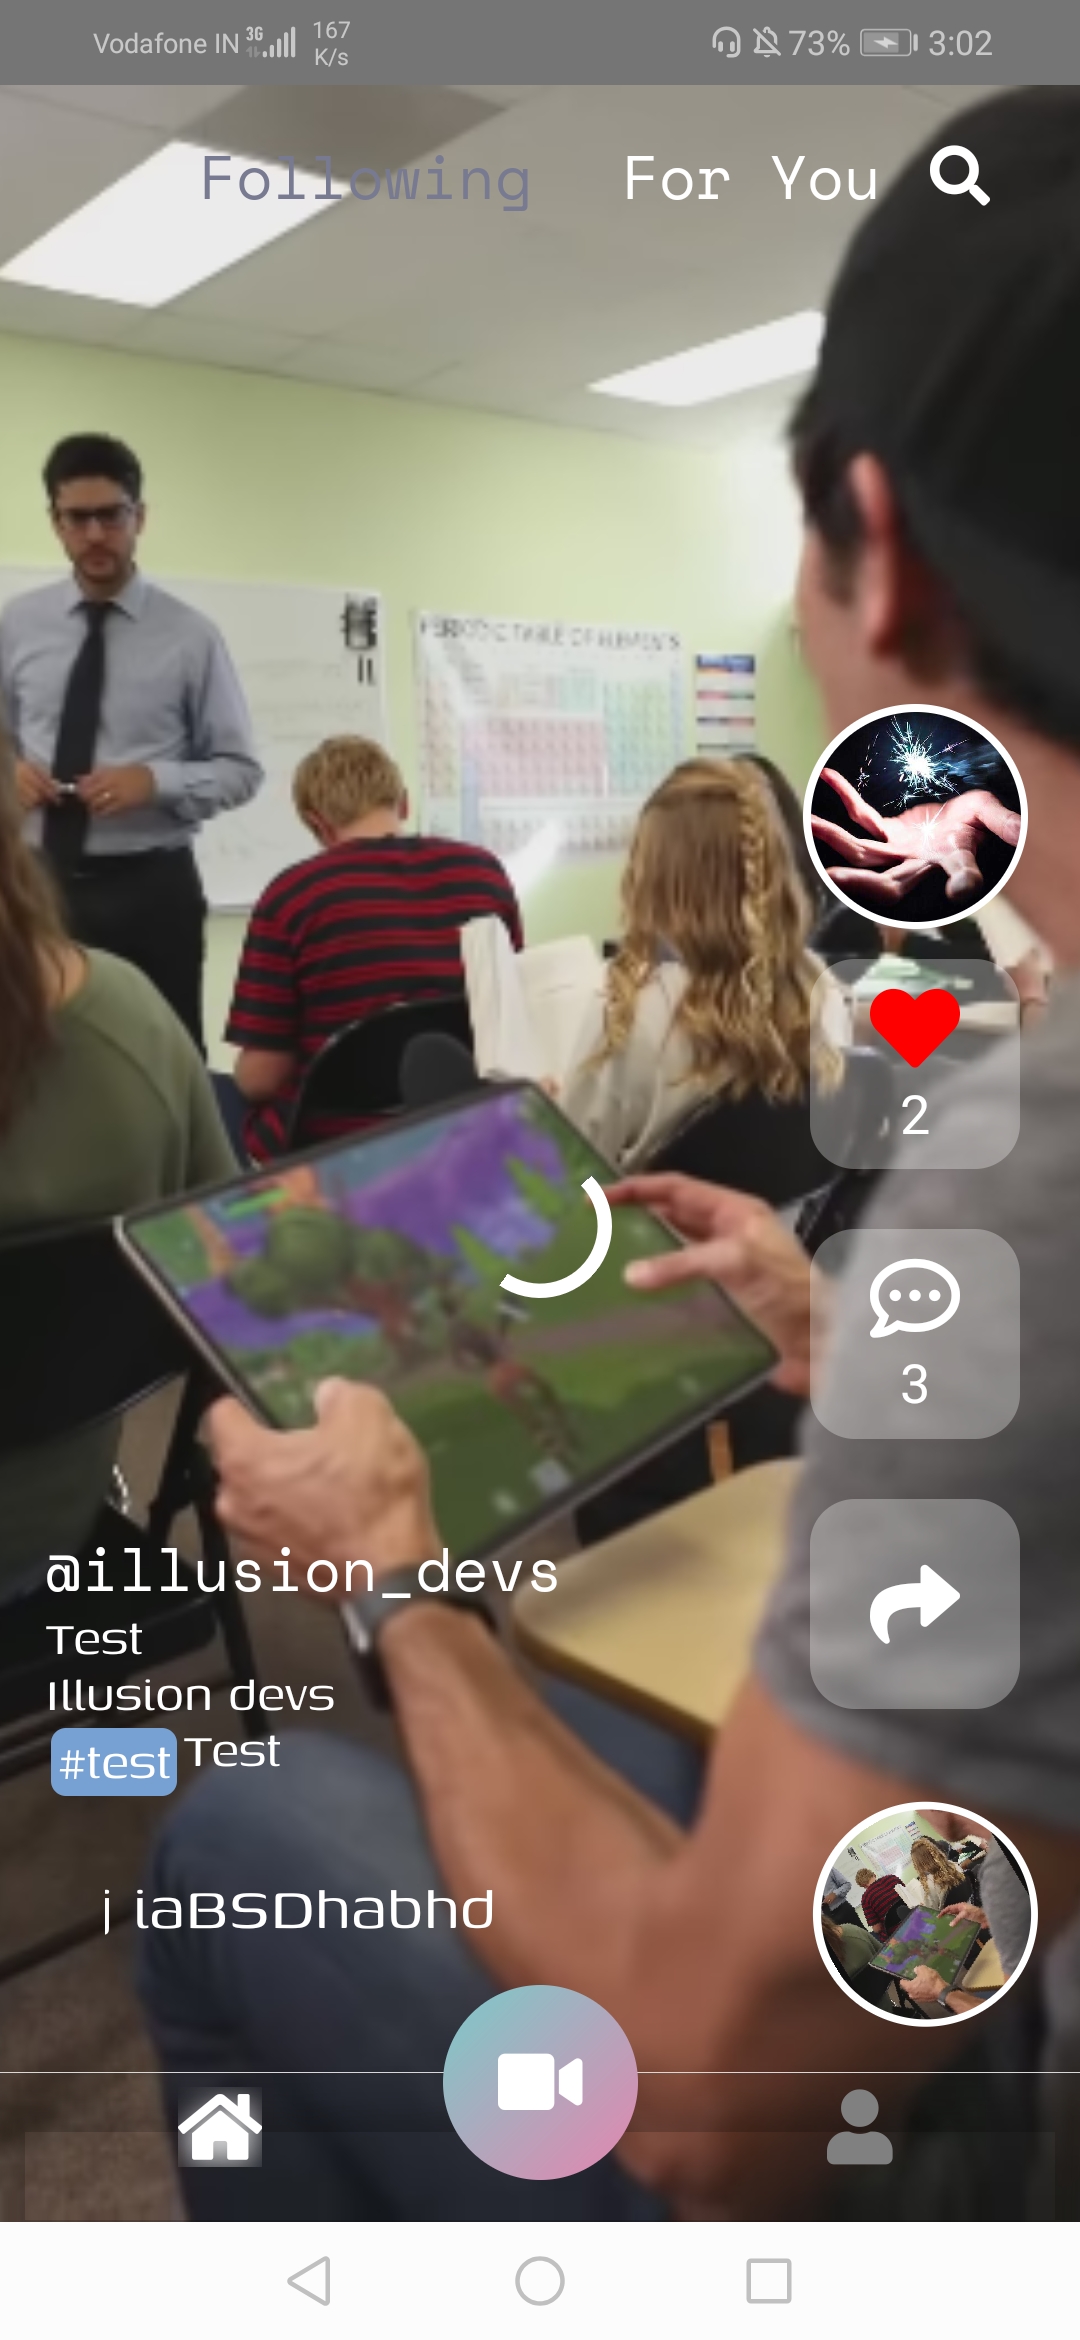 Vodafone IN 3G 167 K/s 73% 3:02
Following For You
PERIODIC TABLE OF ELEMENTS
2
3
@illusion_devs
Test
Illusion devs
#test Test
j iaBSDhabhd